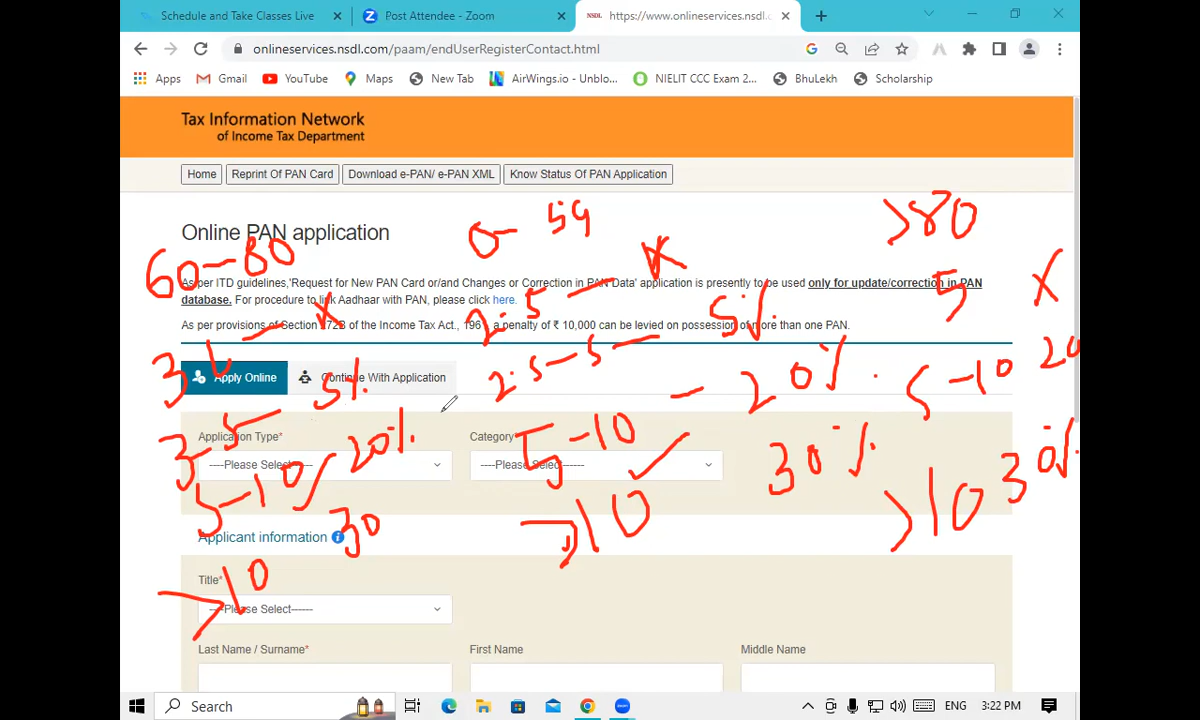 Schedule and Take Classes Live
Post Attendee - Zoom
NSDL https://www.onlineservices.nsdl.c
onlineservices.nsdl.com/paam/endUserRegisterContact.html
Apps Gmail YouTube Maps New Tab AirWings.io - Unblo... NIELIT CCC Exam 2... BhuLekh Scholarship
Tax Information Network
of Income Tax Department
Home Reprint Of PAN Card Download e-PAN/ e-PAN XML Know Status Of PAN Application
0-59
>80
Online PAN application
60-80
As per ITD guidelines,'Request for New PAN Card or/and Changes or Correction in PAN Data' application is presently to be used only for update/correction in PAN
database. For procedure to link Aadhaar with PAN, please click here.
2.5 - X
5 X
As per provisions of Section 272B of the Income Tax Act., 1961, a penalty of ₹ 10,000 can be levied on possession of more than one PAN.
3L - X
2.5-5 - 5%
5-10 20
Apply Online Continue With Application
3-5 - 5%
5-10 - 20%
Application Type* Category*
----Please Select------ ----Please Select------
5-10 20%
>10 30%
>10 30%
Applicant information
30
>10
Title*
----Please Select------
Last Name / Surname* First Name Middle Name
Search
ENG 3:22 PM